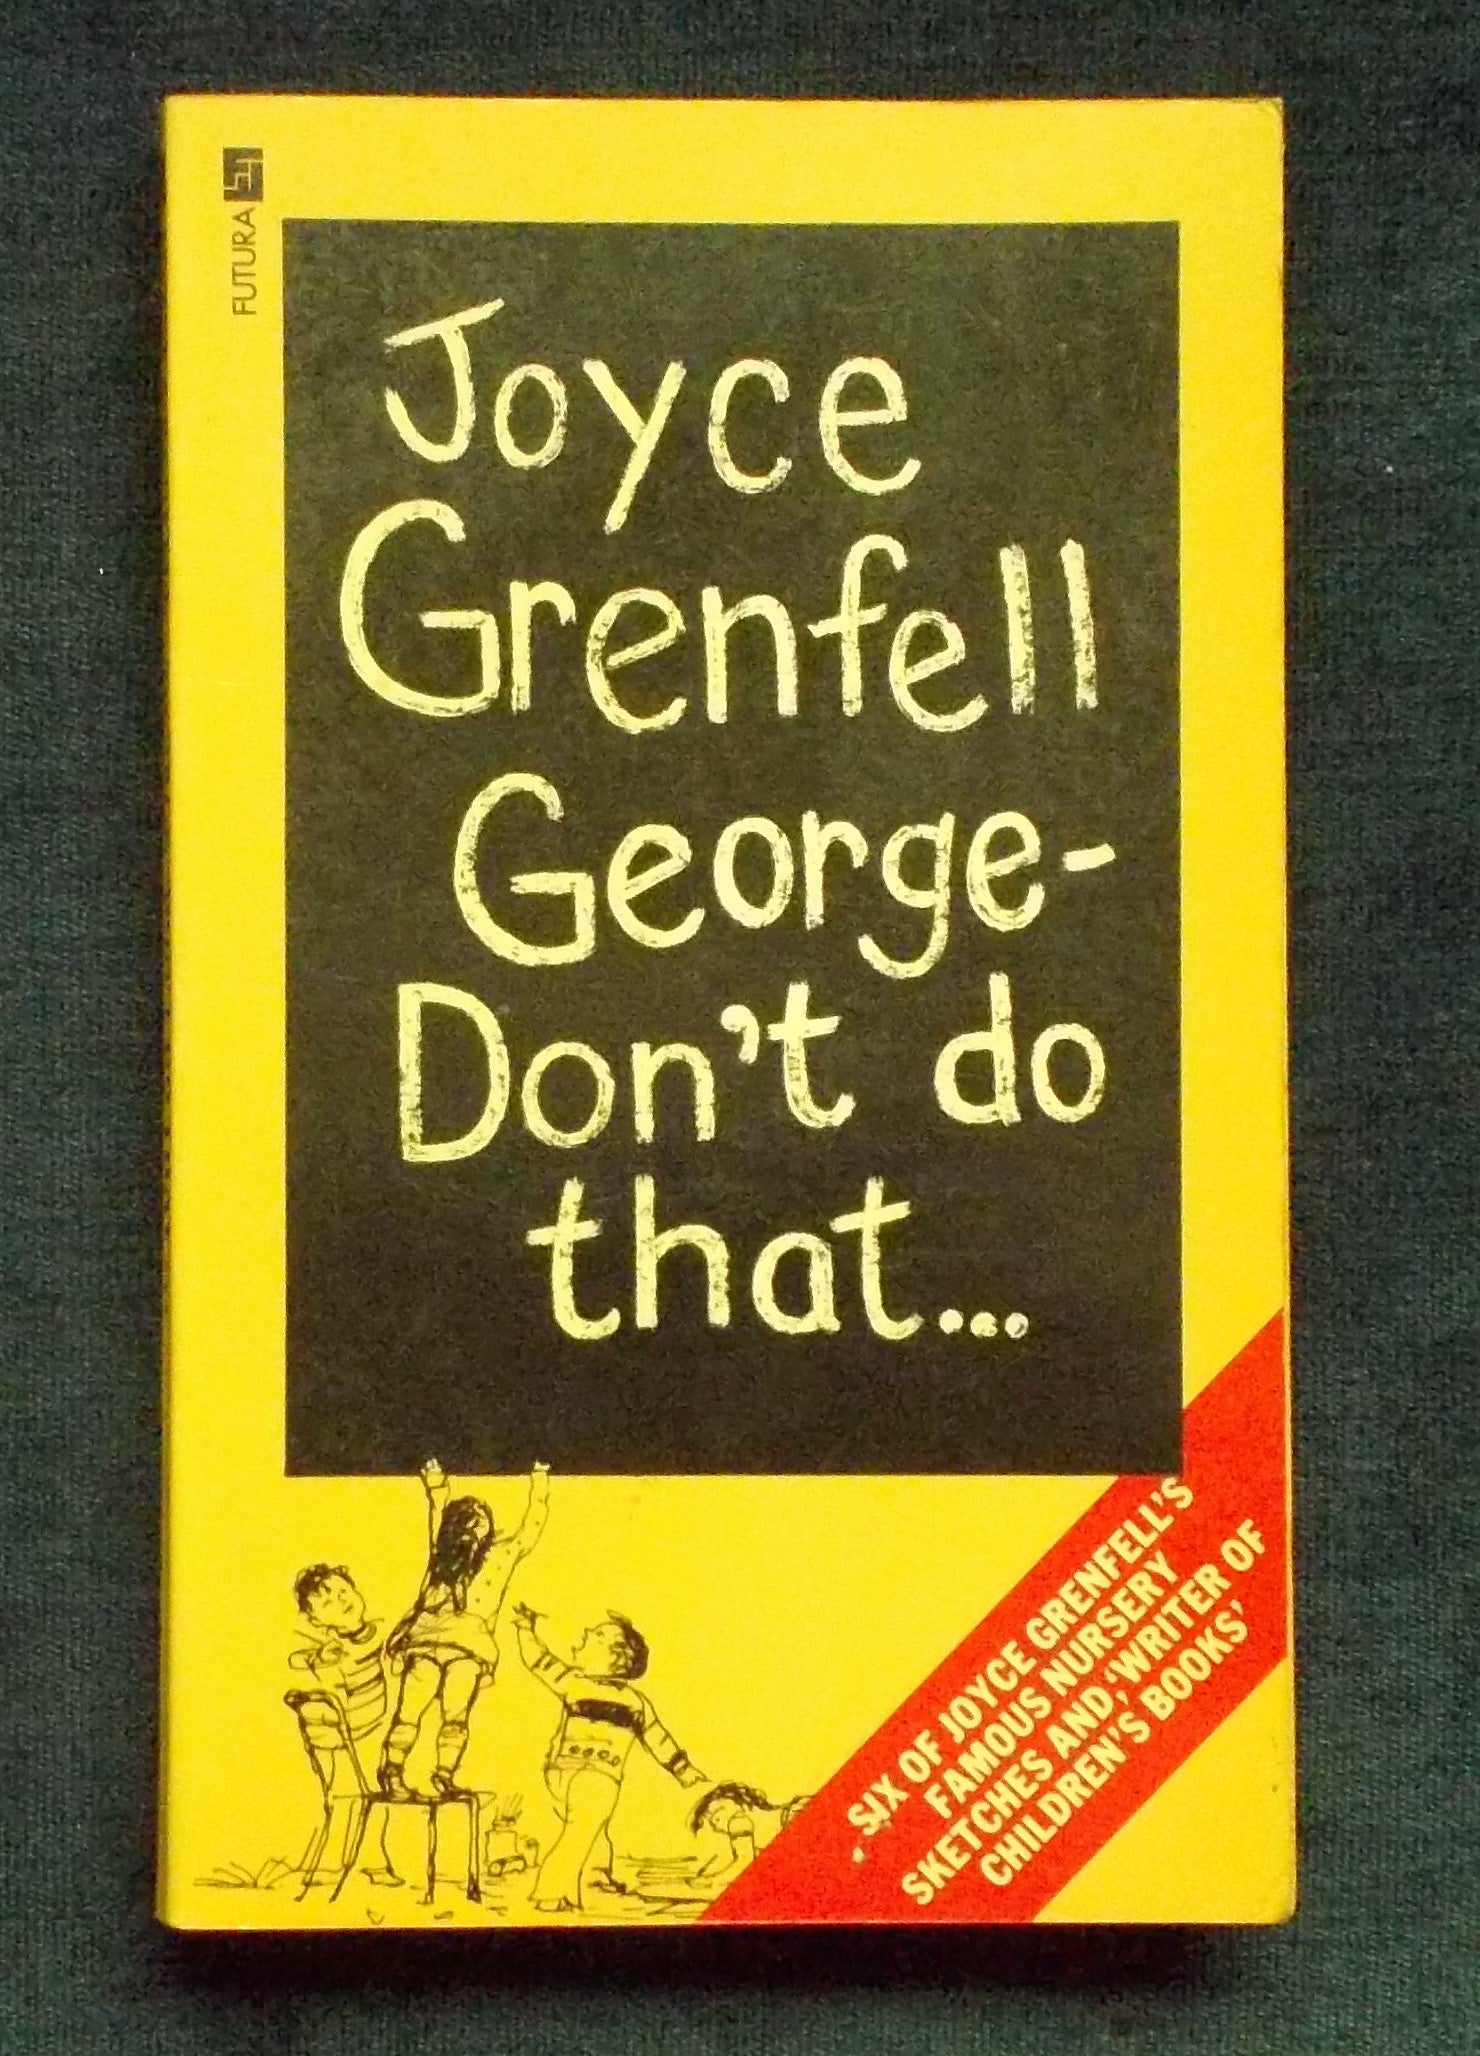 FUTURA
Joyce
Grenfell
George-
Don't do
that...
SIX OF JOYCE GRENFELL'S
FAMOUS NURSERY
SKETCHES AND,'WRITER OF
CHILDREN'S BOOKS'